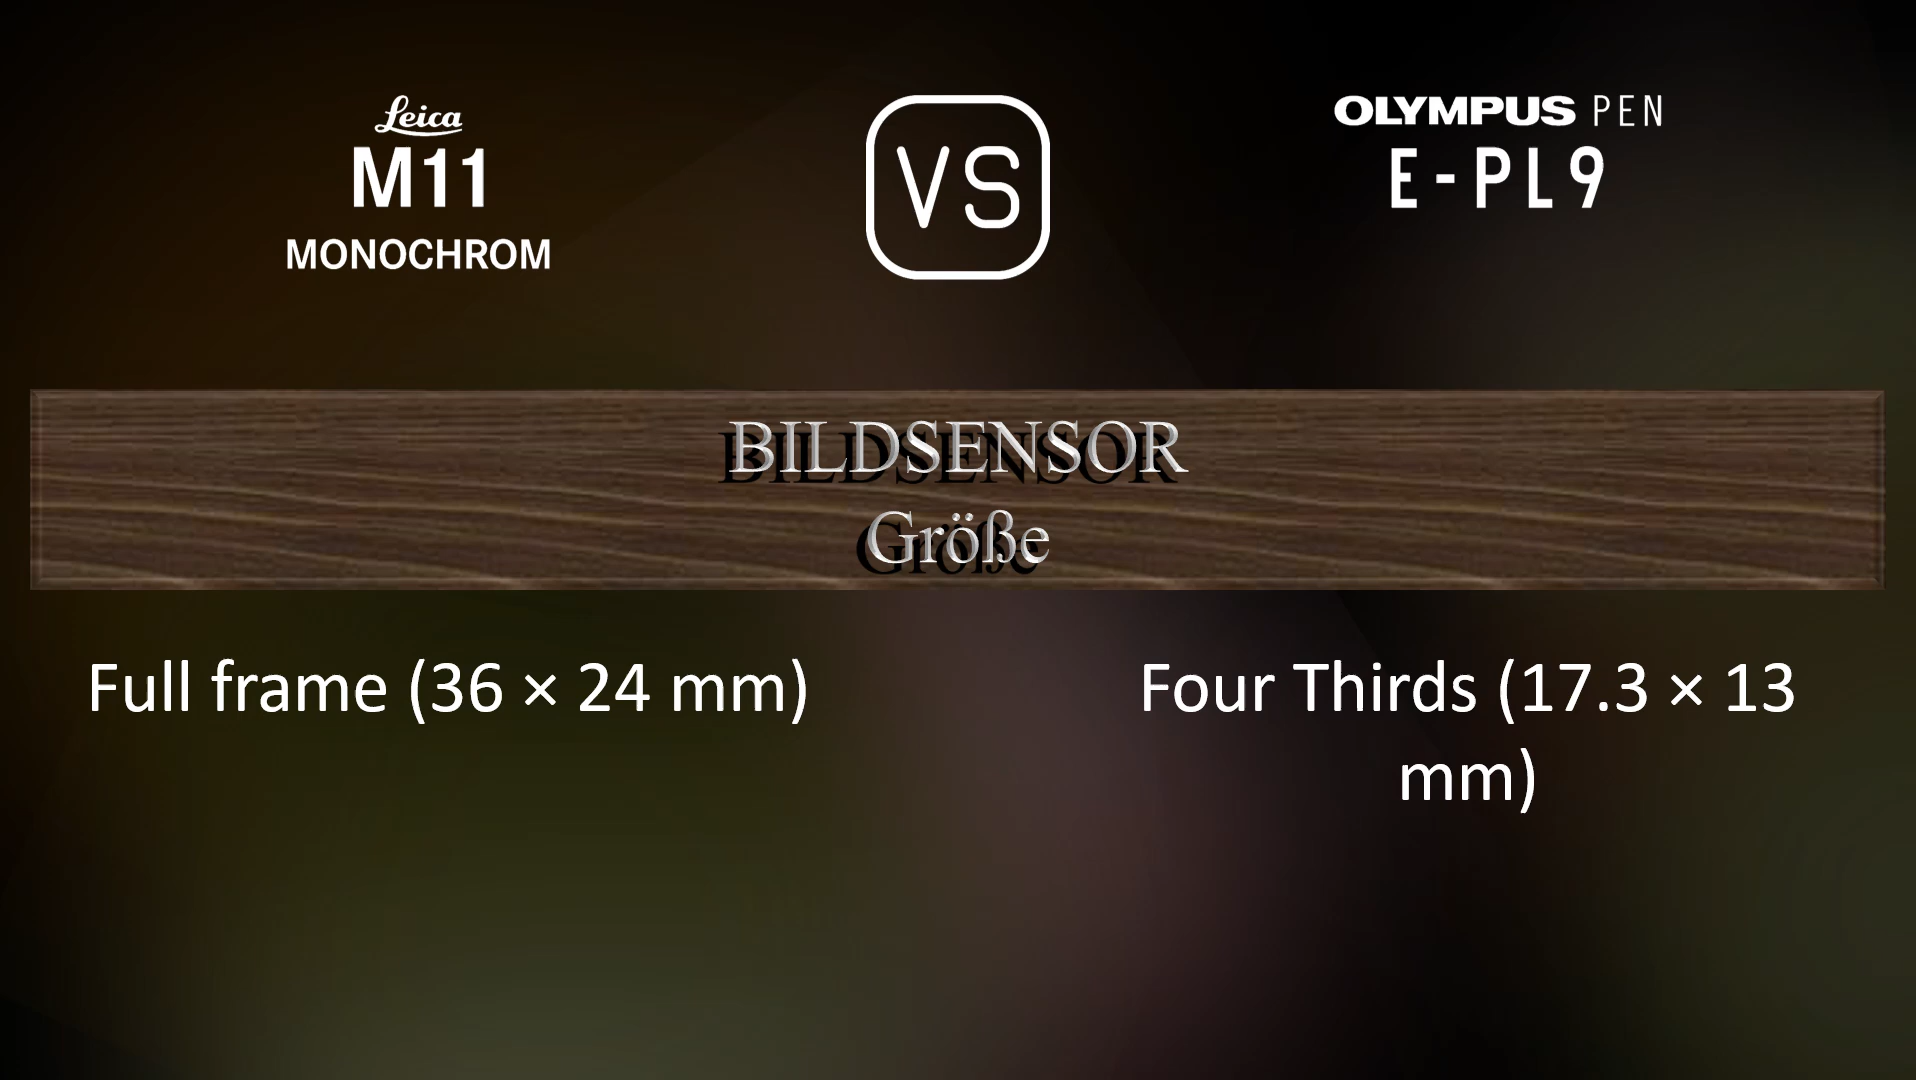 Leica
M11
MONOCHROM
VS
OLYMPUS PEN
E-PL9
BILDSENSOR
Größe
Full frame (36 × 24 mm)
Four Thirds (17.3 × 13
mm)